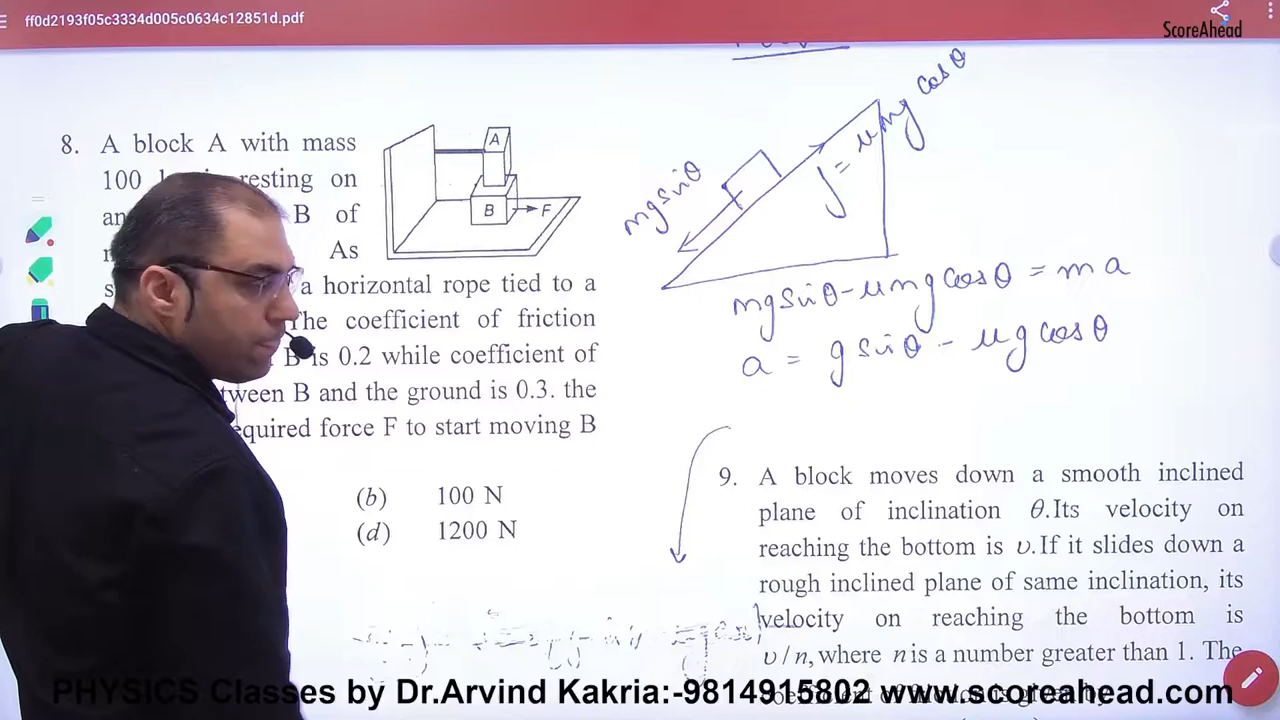 ff0d2193f05c3334d005c0634c12851d.pdf
ScoreAhead
8. A block A with mass
100 resting on
B of
As
a horizontal rope tied to a
The coefficient of friction
B is 0.2 while coefficient of
B and the ground is 0.3. the
force F to start moving B
(b) 100 N
(d) 1200 N
A
B
F
mg sinθ
f = μmg cosθ
mg sinθ - μmg cosθ = ma
a = g sinθ - μg cosθ
9. A block moves down a smooth inclined
plane of inclination θ.Its velocity on
reaching the bottom is υ.If it slides down a
rough inclined plane of same inclination, its
velocity on reaching the bottom is
υ/n, where n is a number greater than 1. The
PHYSICS Classes by Dr.Arvind Kakria:-9814915802 www.scoreahead.com